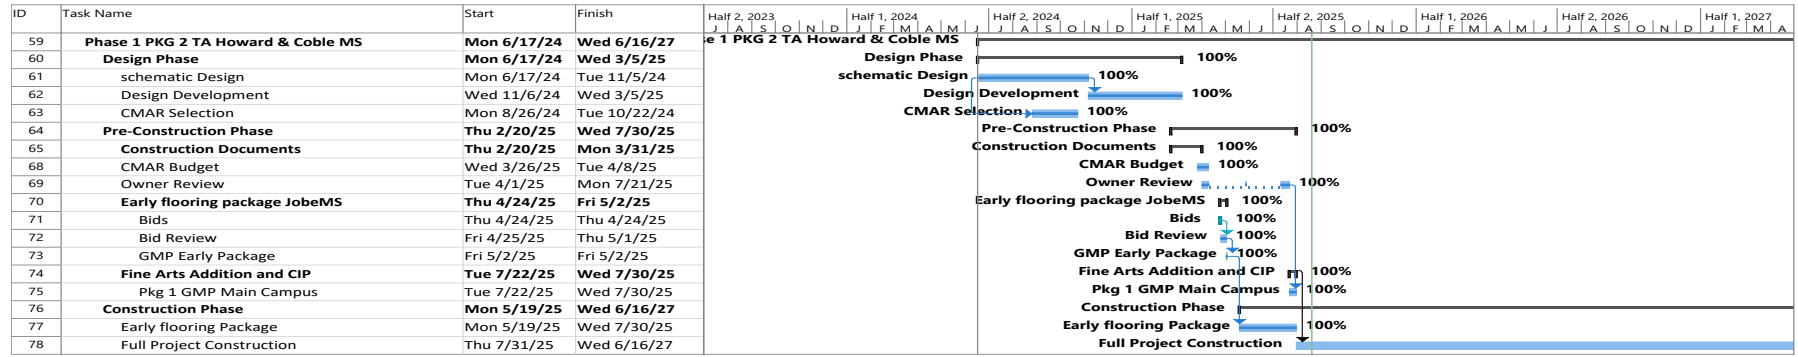 ID Task Name Start Finish Half 2, 2023 Half 1, 2024 Half 2, 2024 Half 1, 2025 Half 2, 2025 Half 1, 2026 Half 2, 2026 Half 1, 2027
J A S O N D J F M A M J J A S O N D J F M A M J J A S O N D J F M A M J J A S O N D J F M A
59 Phase 1 PKG 2 TA Howard & Coble MS Mon 6/17/24 Wed 6/16/27 e 1 PKG 2 TA Howard & Coble MS
60 Design Phase Mon 6/17/24 Wed 3/5/25 Design Phase 100%
61 schematic Design Mon 6/17/24 Tue 11/5/24 schematic Design 100%
62 Design Development Wed 11/6/24 Wed 3/5/25 Design Development 100%
63 CMAR Selection Mon 8/26/24 Tue 10/22/24 CMAR Selection 100%
64 Pre-Construction Phase Thu 2/20/25 Wed 7/30/25 Pre-Construction Phase 100%
65 Construction Documents Thu 2/20/25 Mon 3/31/25 Construction Documents 100%
68 CMAR Budget Wed 3/26/25 Tue 4/8/25 CMAR Budget 100%
69 Owner Review Tue 4/1/25 Mon 7/21/25 Owner Review 100%
70 Early flooring package JobeMS Thu 4/24/25 Fri 5/2/25 Early flooring package JobeMS 100%
71 Bids Thu 4/24/25 Thu 4/24/25 Bids 100%
72 Bid Review Fri 4/25/25 Thu 5/1/25 Bid Review 100%
73 GMP Early Package Fri 5/2/25 Fri 5/2/25 GMP Early Package 100%
74 Fine Arts Addition and CIP Tue 7/22/25 Wed 7/30/25 Fine Arts Addition and CIP 100%
75 Pkg 1 GMP Main Campus Tue 7/22/25 Wed 7/30/25 Pkg 1 GMP Main Campus 100%
76 Construction Phase Mon 5/19/25 Wed 6/16/27 Construction Phase
77 Early flooring Package Mon 5/19/25 Wed 7/30/25 Early flooring Package 100%
78 Full Project Construction Thu 7/31/25 Wed 6/16/27 Full Project Construction